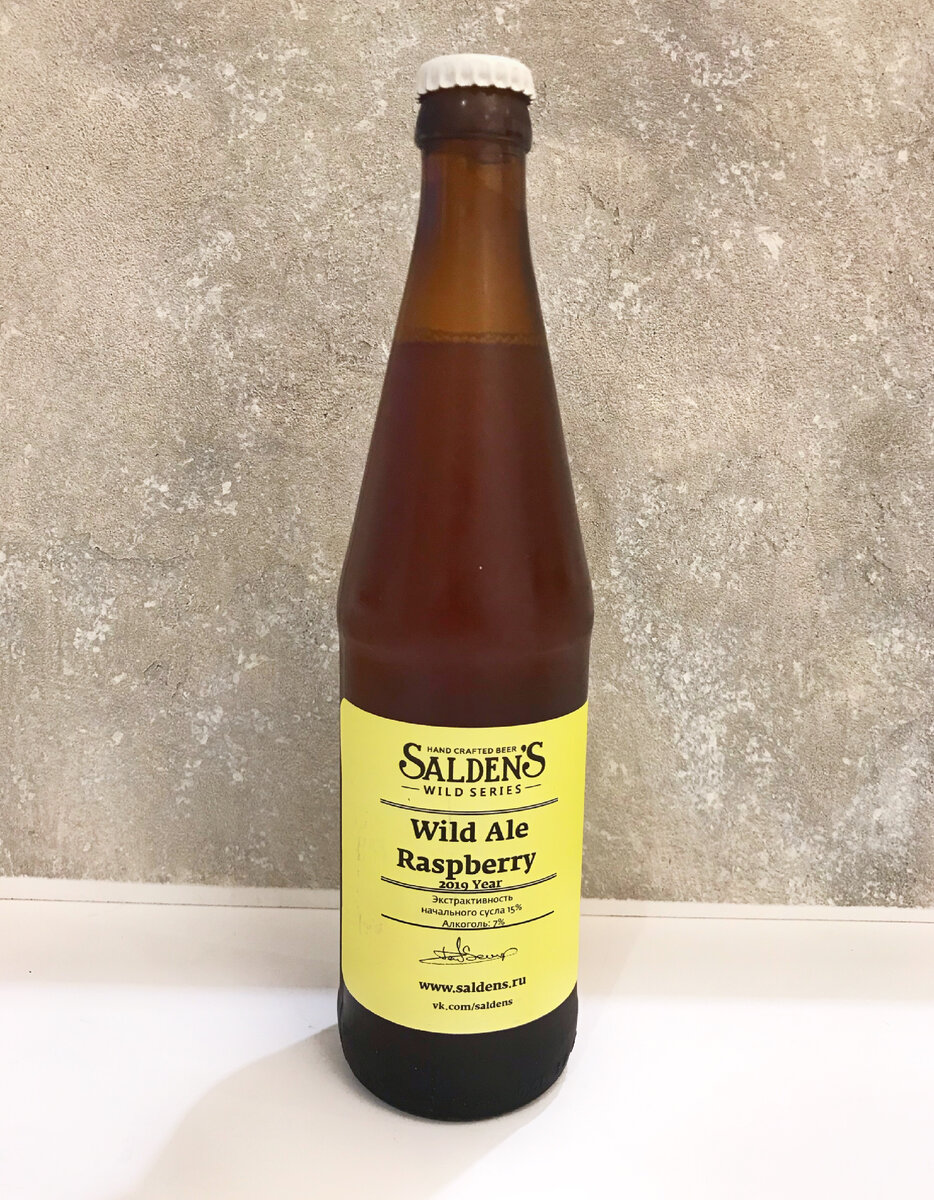 HAND CRAFTED BEER
SALDEN'S
WILD SERIES
Wild Ale
Raspberry
2019 Year
Экстрактивность
начального сусла 15%
Алкоголь: 7%
www.saldens.ru
vk.com/saldens